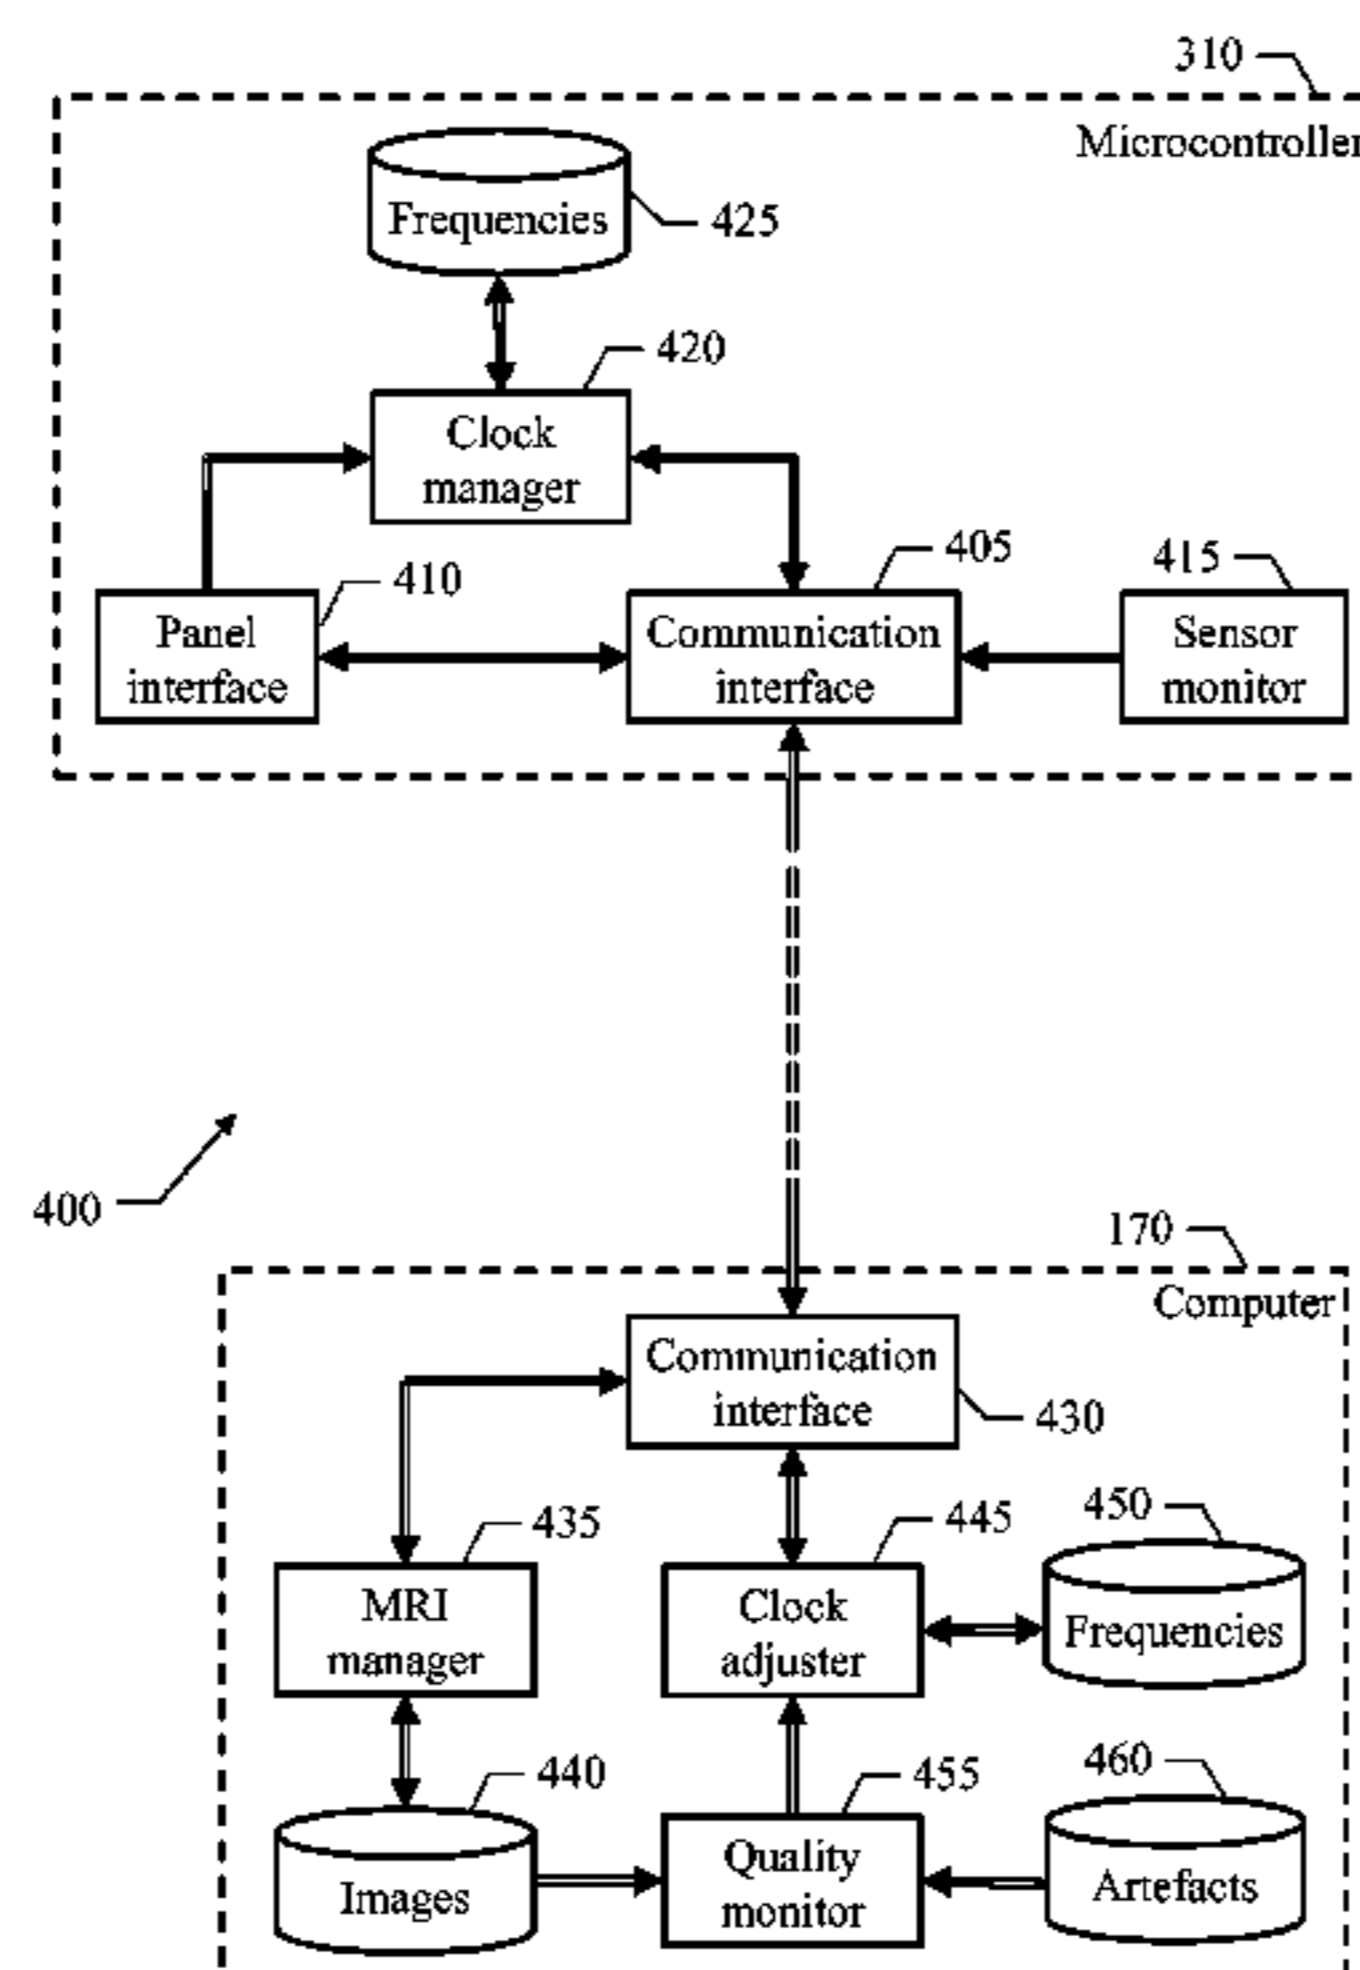 310
Microcontroller
Frequencies
425
420
Clock
manager
405
415
410
Panel
interface
Communication
interface
Sensor
monitor
400
170
Computer
Communication
interface
430
435
445
450
MRI
manager
Clock
adjuster
Frequencies
440
455
460
Images
Quality
monitor
Artefacts